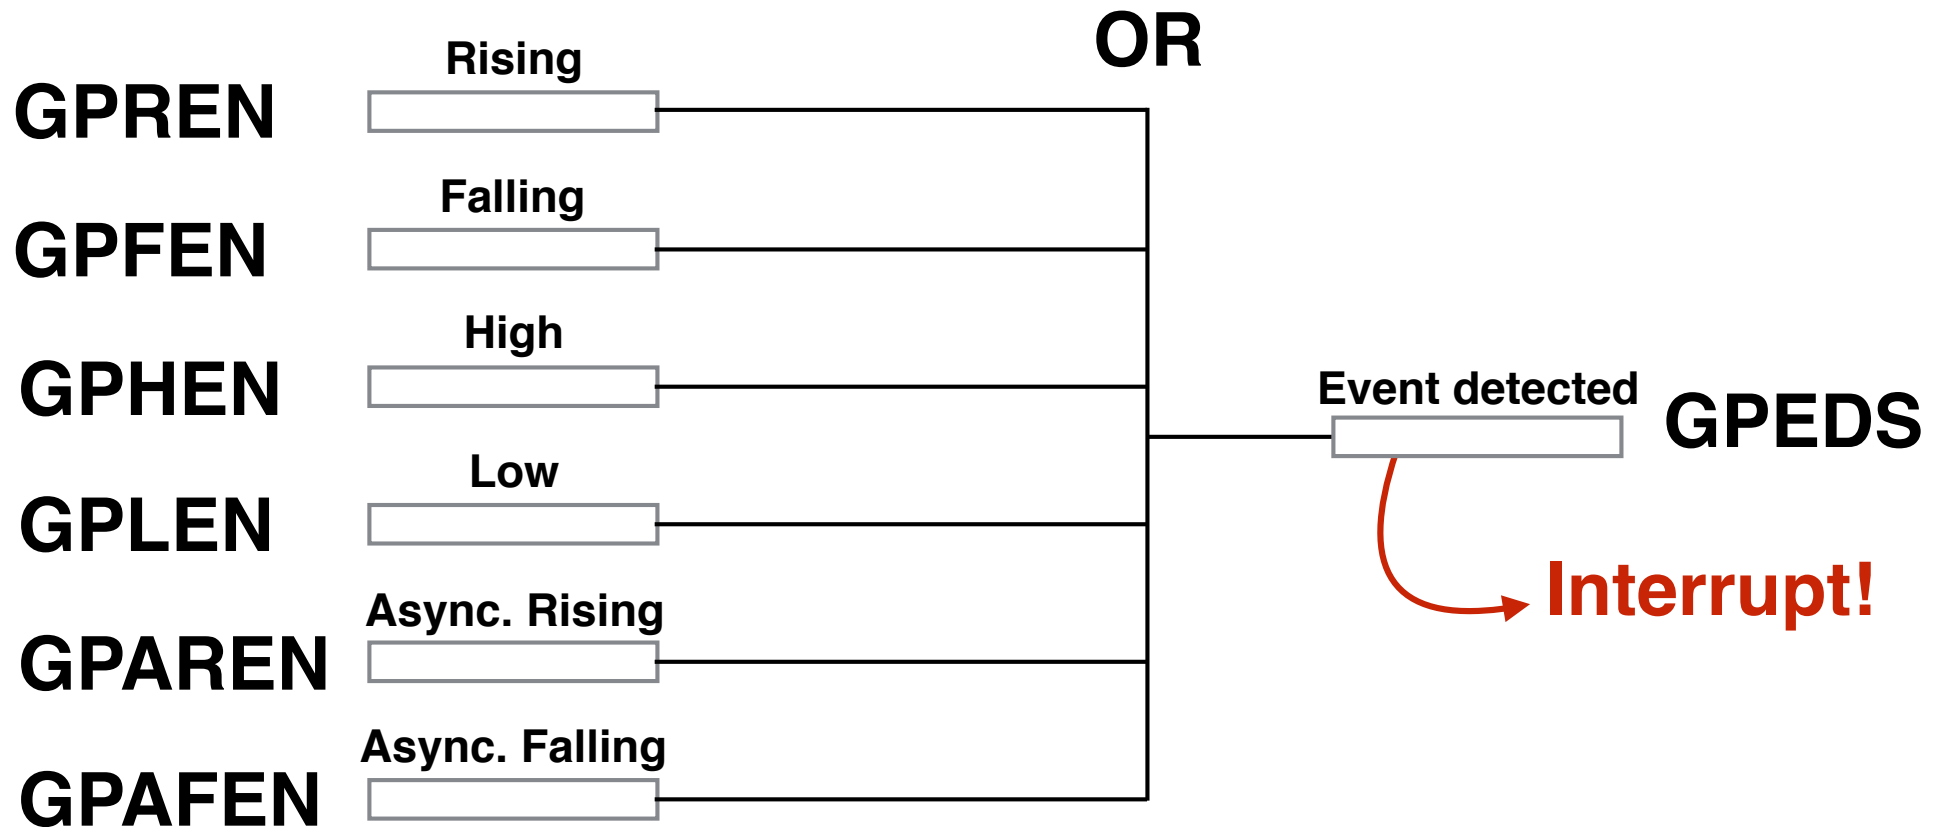 OR
Rising
GPREN
Falling
GPFEN
High
GPHEN
Event detected
GPEDS
Low
GPLEN
Interrupt!
Async. Rising
GPAREN
Async. Falling
GPAFEN